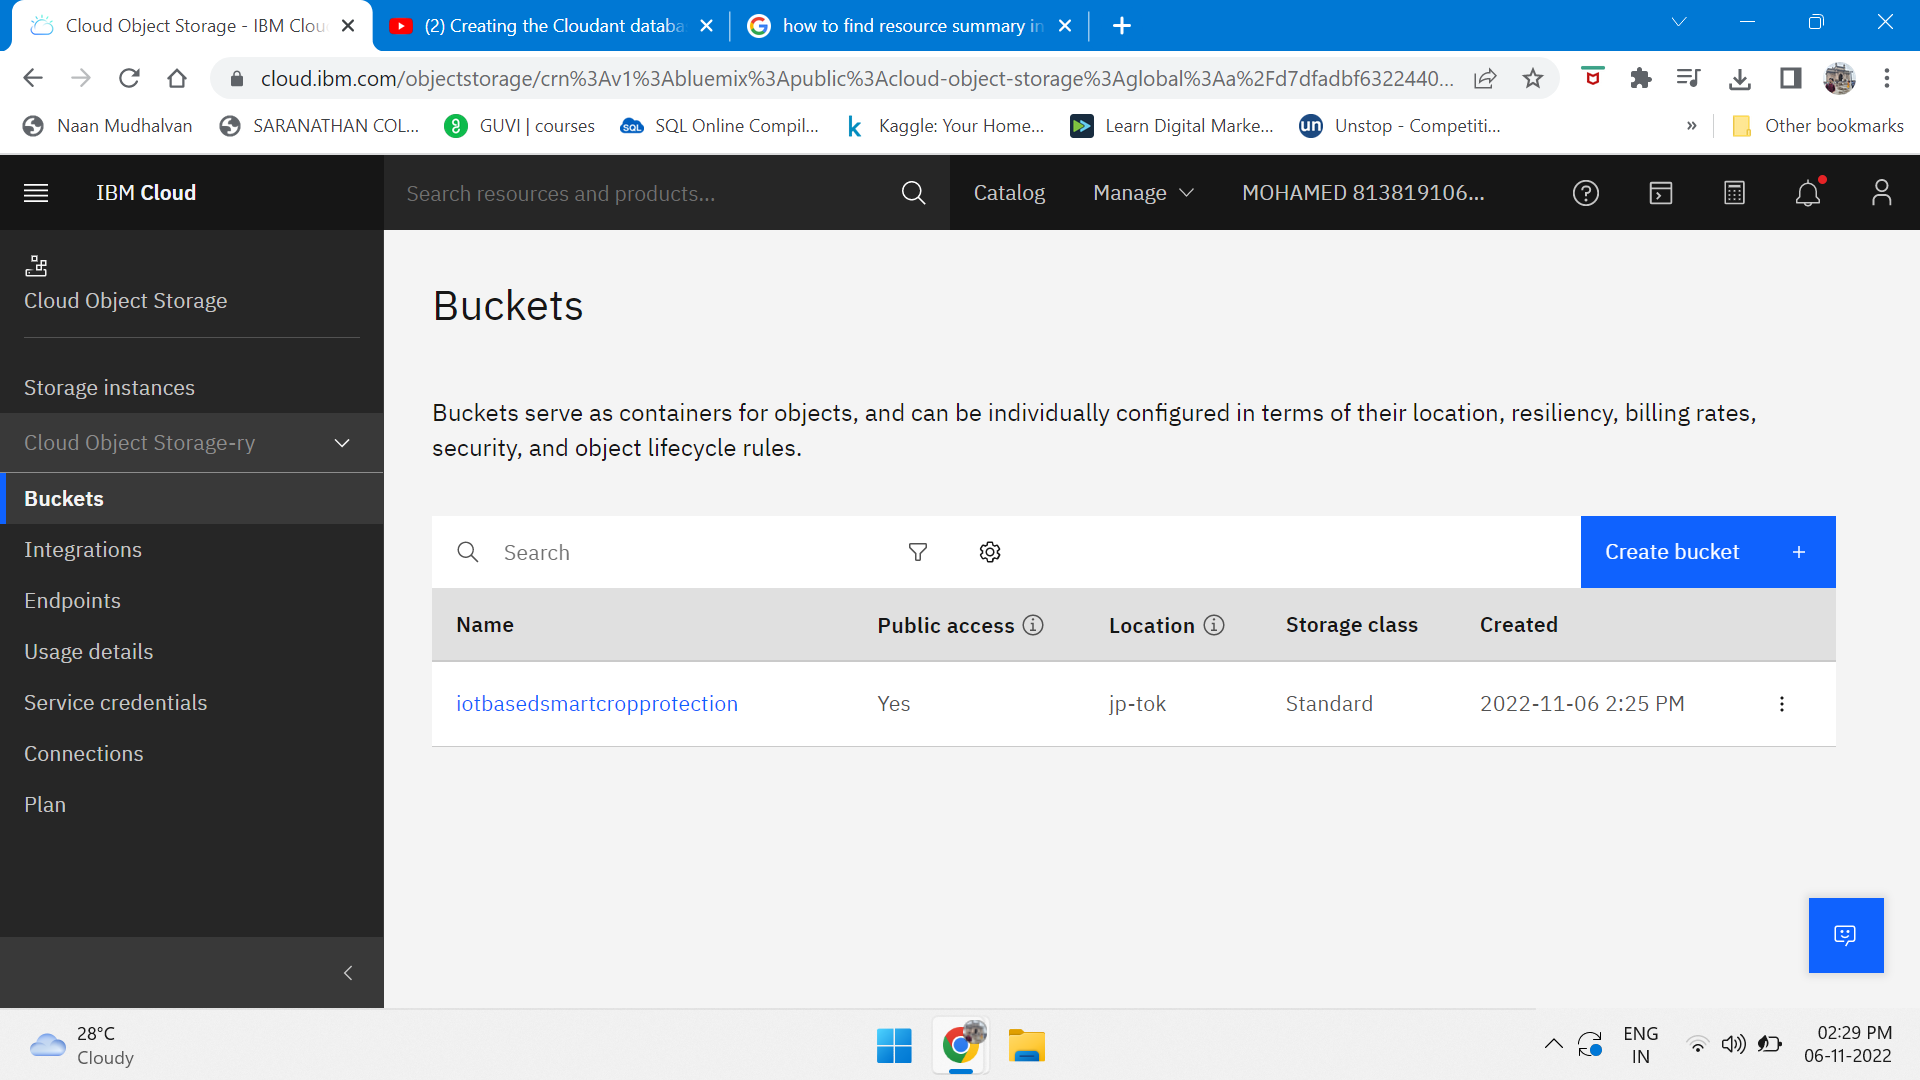 Cloud Object Storage - IBM Clou
(2) Creating the Cloudant databa
how to find resource summary in
cloud.ibm.com/objectstorage/crn%3Av1%3Abluemix%3Apublic%3Acloud-object-storage%3Aglobal%3Aa%2Fd7dfadbf6322440...
Naan Mudhalvan
SARANATHAN COL...
GUVI | courses
SQL
SQL Online Compil...
k
Kaggle: Your Home...
Learn Digital Marke...
un
Unstop - Competiti...
»
Other bookmarks
IBM Cloud
Search resources and products...
Catalog
Manage
MOHAMED 813819106...
Cloud Object Storage
Storage instances
Cloud Object Storage-ry
Buckets
Integrations
Endpoints
Usage details
Service credentials
Connections
Plan
Buckets
Buckets serve as containers for objects, and can be individually configured in terms of their location, resiliency, billing rates,
security, and object lifecycle rules.
Search
Create bucket +
Name Public access Location Storage class Created
iotbasedsmartcropprotection Yes jp-tok Standard 2022-11-06 2:25 PM
28°C
Cloudy
ENG
IN
02:29 PM
06-11-2022